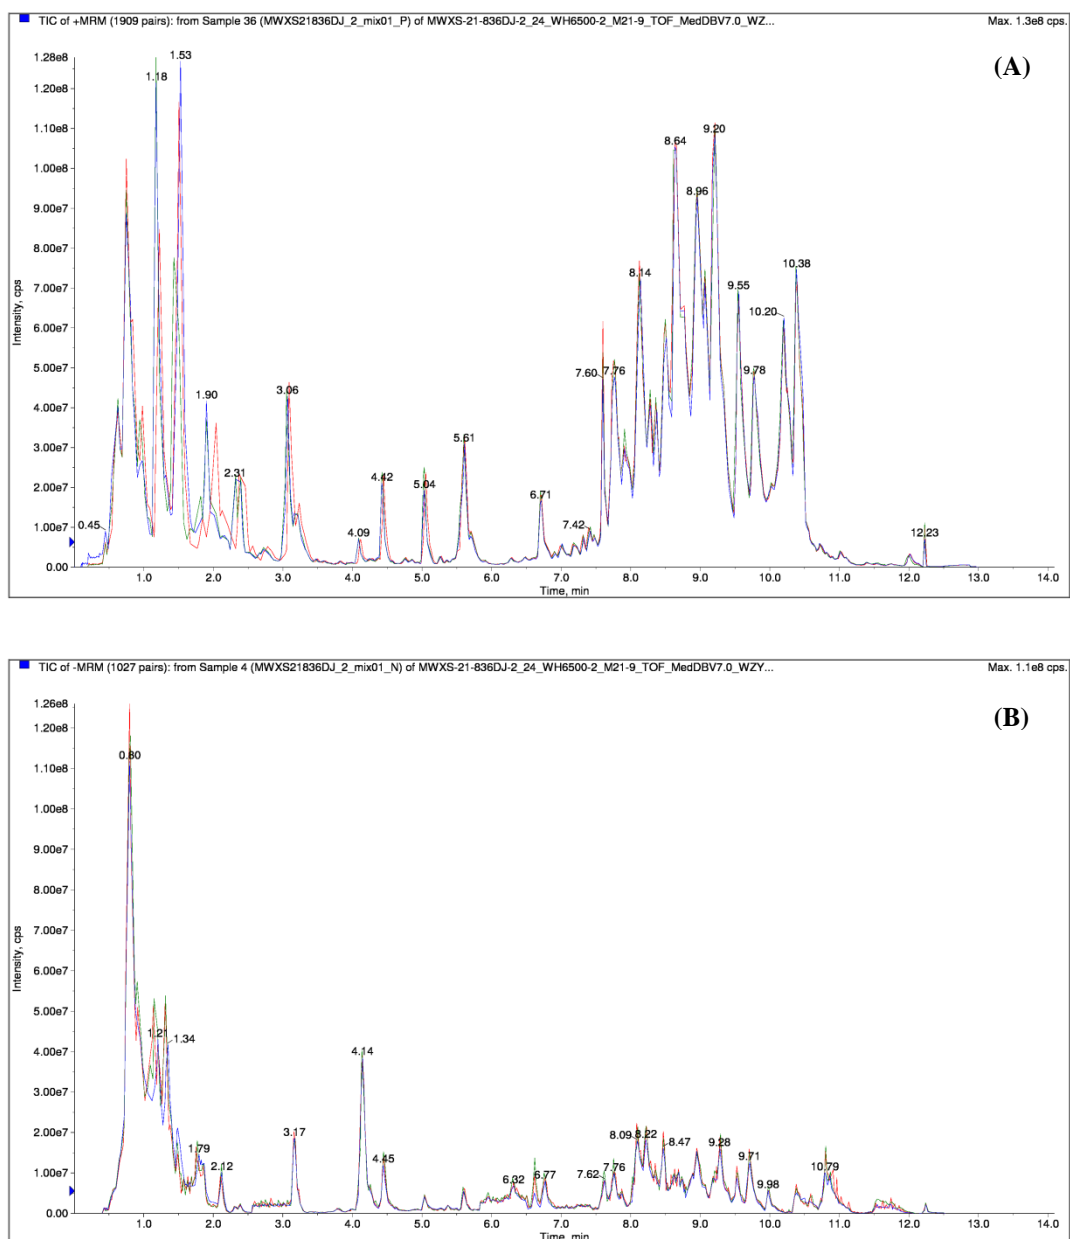 TIC of +MRM (1909 pairs): from Sample 36 (MWXS21836DJ_2_mix01_P) of MWXS-21-836DJ-2_24_WH6500-2_M21-9_TOF_MedDBV7.0_WZ... Max. 1.3e8 cps.
(A)
1.28e8
1.20e8
1.10e8
1.00e8
9.00e7
8.00e7
7.00e7
6.00e7
5.00e7
4.00e7
3.00e7
2.00e7
1.00e7
0.00
Intensity, cps
0.45
1.18
1.53
1.90
2.31
3.06
4.09
4.42
5.04
5.61
6.71
7.42
7.60
7.76
8.14
8.64
8.96
9.20
9.55
9.78
10.20
10.38
12.23
1.0 2.0 3.0 4.0 5.0 6.0 7.0 8.0 9.0 10.0 11.0 12.0 13.0 14.0
Time, min
TIC of -MRM (1027 pairs): from Sample 4 (MWXS21836DJ_2_mix01_N) of MWXS-21-836DJ-2_24_WH6500-2_M21-9_TOF_MedDBV7.0_WZY... Max. 1.1e8 cps.
(B)
1.26e8
1.20e8
1.10e8
1.00e8
9.00e7
8.00e7
7.00e7
6.00e7
5.00e7
4.00e7
3.00e7
2.00e7
1.00e7
0.00
Intensity, cps
0.80
1.21
1.34
1.79
2.12
3.17
4.14
4.45
6.32
6.77
7.62
7.76
8.09
8.22
8.47
9.28
9.71
9.98
10.79
1.0 2.0 3.0 4.0 5.0 6.0 7.0 8.0 9.0 10.0 11.0 12.0 13.0 14.0
Time, min